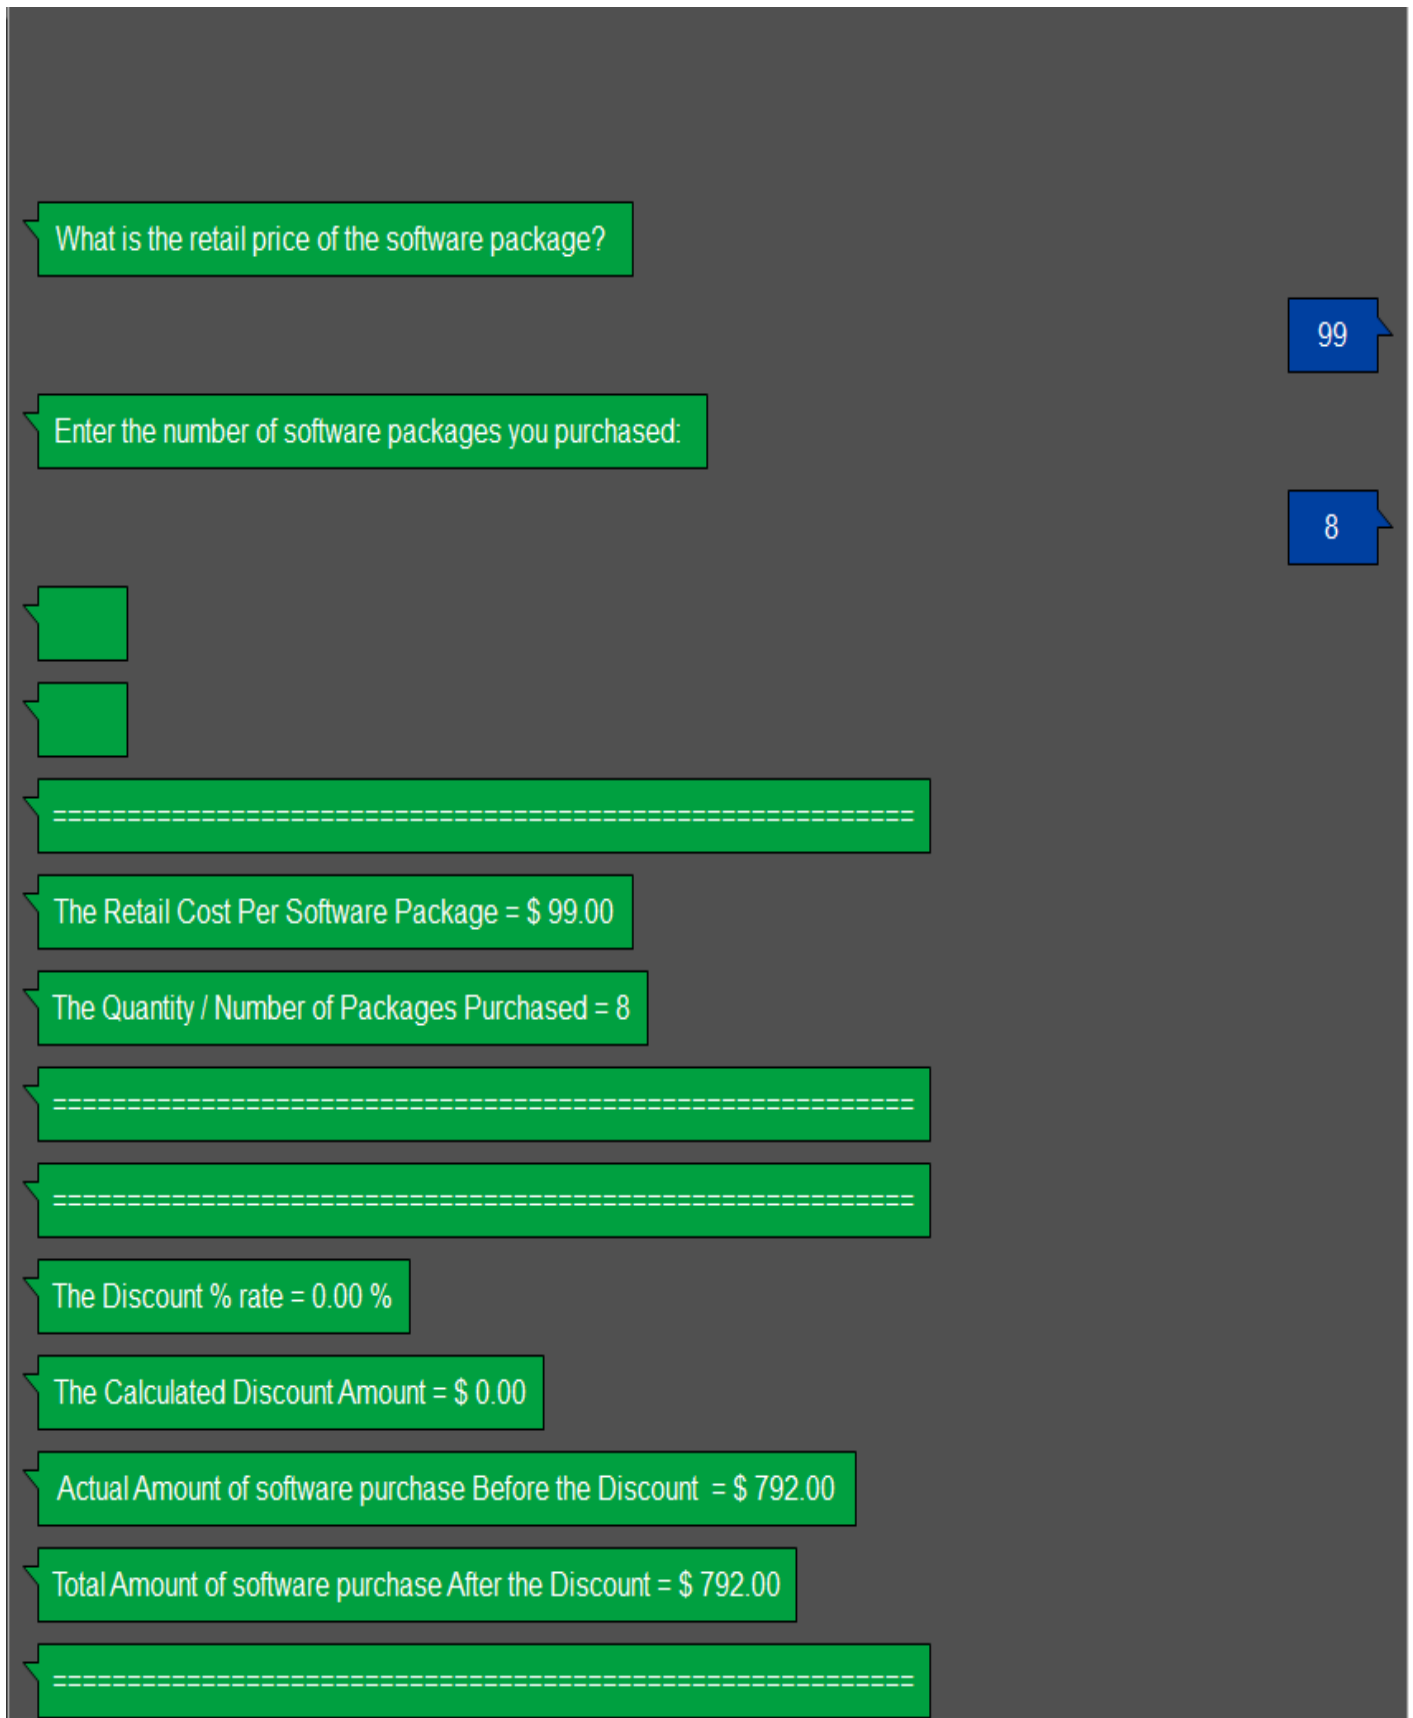 What is the retail price of the software package?
99
Enter the number of software packages you purchased:
8
==========================================================
The Retail Cost Per Software Package = $ 99.00
The Quantity / Number of Packages Purchased = 8
==========================================================
==========================================================
The Discount % rate = 0.00 %
The Calculated Discount Amount = $ 0.00
Actual Amount of software purchase Before the Discount  = $ 792.00
Total Amount of software purchase After the Discount = $ 792.00
==========================================================